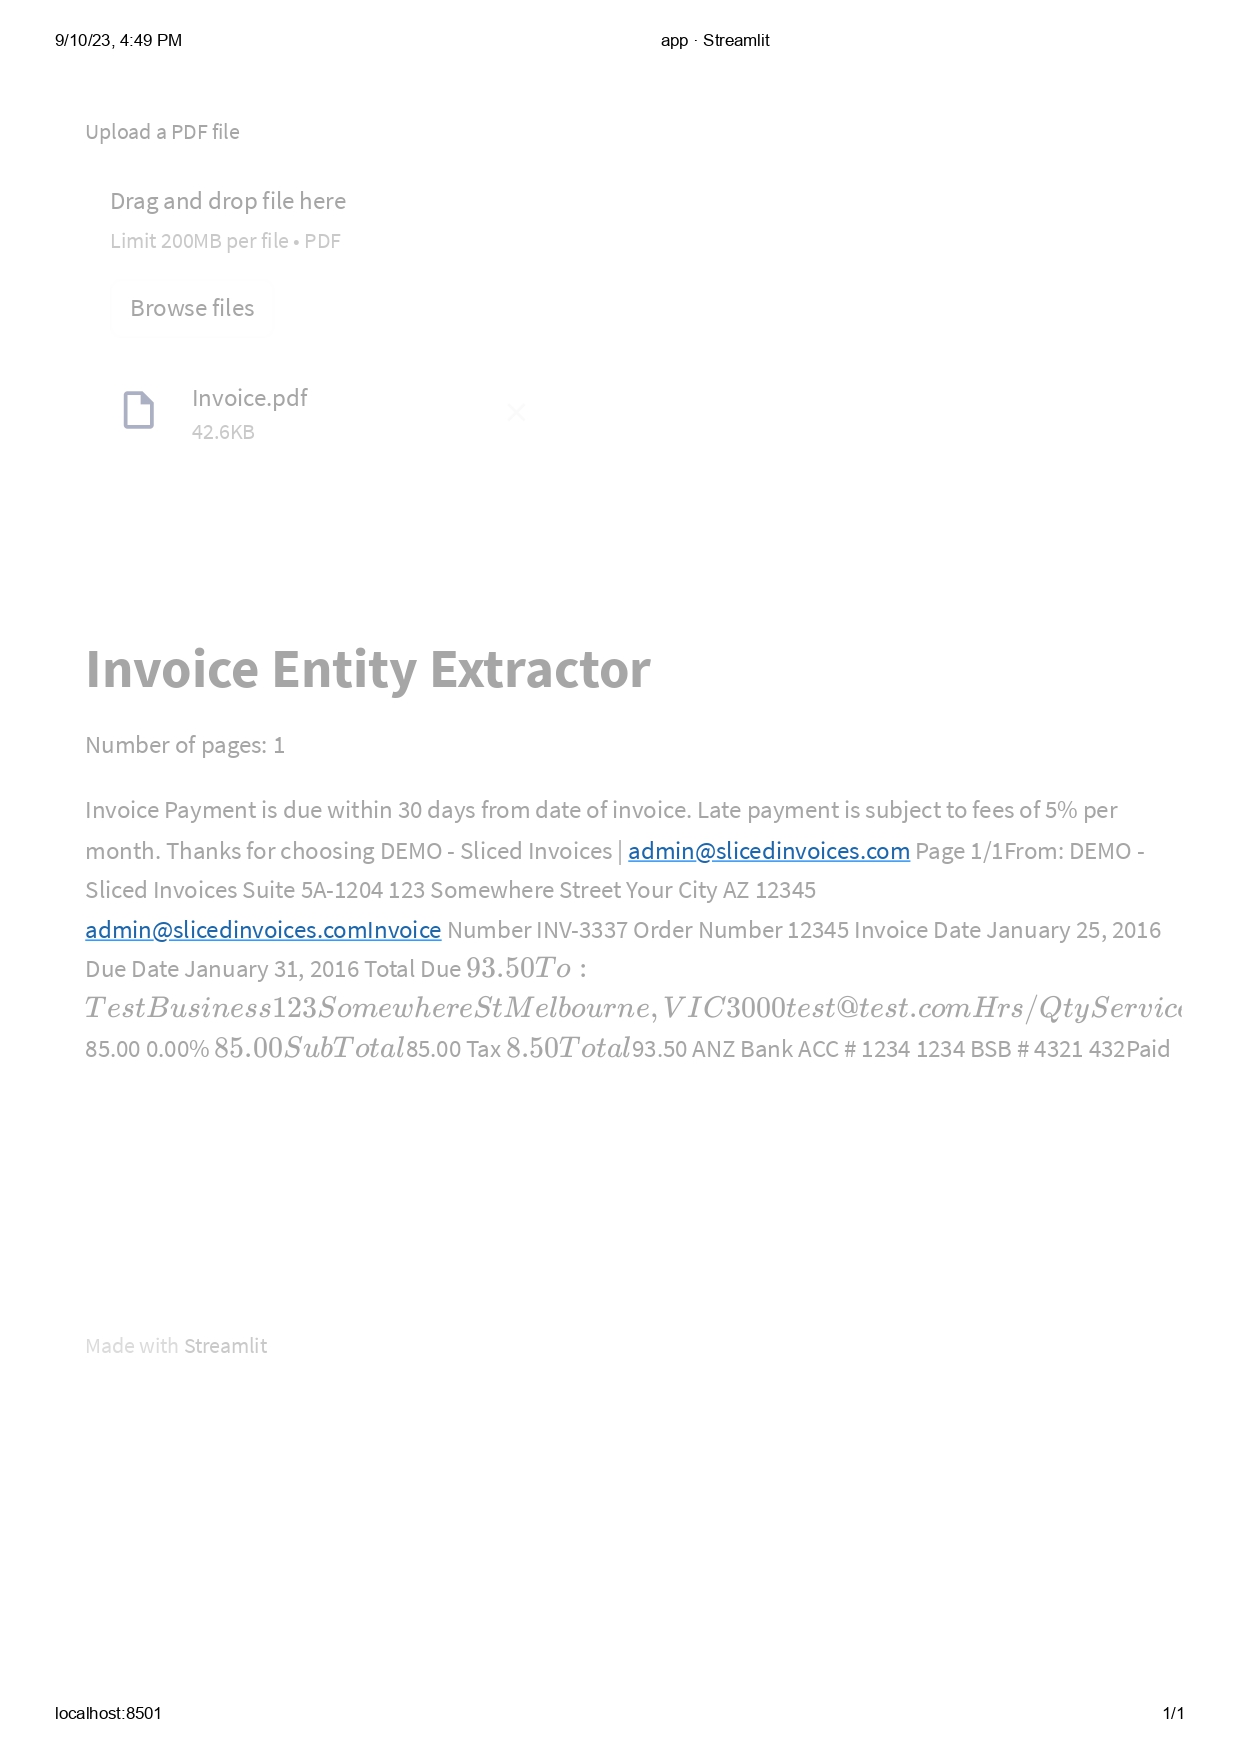 9/10/23, 4:49 PM app · Streamlit
Upload a PDF file
Drag and drop file here
Limit 200MB per file • PDF
Browse files
Invoice.pdf
42.6KB
Invoice Entity Extractor
Number of pages: 1
Invoice Payment is due within 30 days from date of invoice. Late payment is subject to fees of 5% per
month. Thanks for choosing DEMO - Sliced Invoices | admin@slicedinvoices.com Page 1/1From: DEMO -
Sliced Invoices Suite 5A-1204 123 Somewhere Street Your City AZ 12345
admin@slicedinvoices.comInvoice Number INV-3337 Order Number 12345 Invoice Date January 25, 2016
Due Date January 31, 2016 Total Due 93.50To :
TestBusiness123SomewhereStMelbourne, VIC3000test@test.comHrs/QtyService
85.00 0.00% 85.00SubTotal85.00 Tax 8.50Total93.50 ANZ Bank ACC # 1234 1234 BSB # 4321 432Paid
Made with Streamlit
localhost:8501 1/1